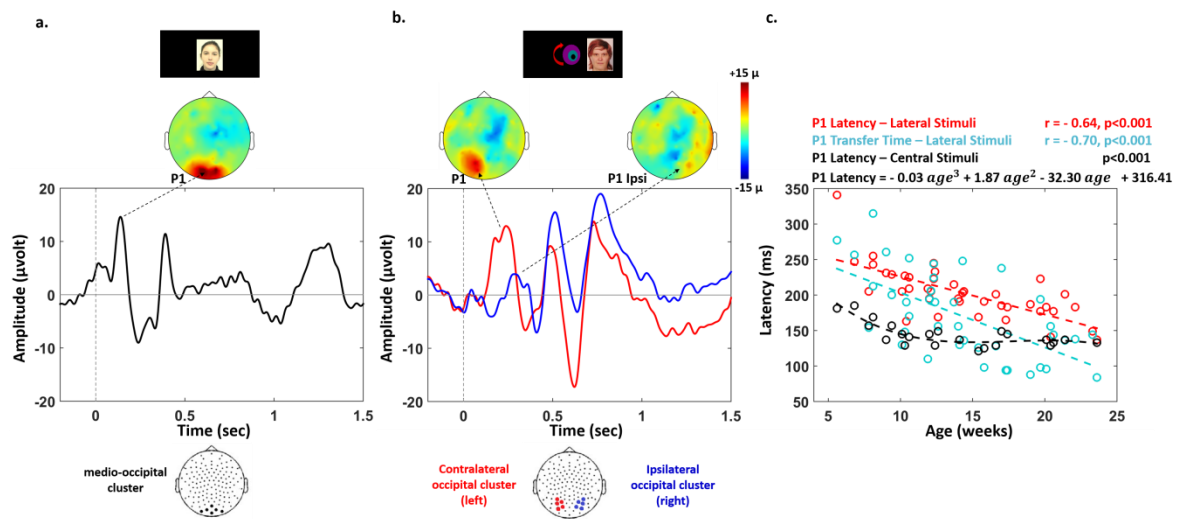 a.
b.
c.
+15 µ
-15 µ
P1
P1
P1 Ipsi
P1 Latency – Lateral Stimuli r = - 0.64, p<0.001
P1 Transfer Time – Lateral Stimuli r = - 0.70, p<0.001
P1 Latency – Central Stimuli p<0.001
P1 Latency = - 0.03 age³ + 1.87 age² - 32.30 age + 316.41
Amplitude (µvolt)
20
10
0
-10
-20
0 0.5 1 1.5
Time (sec)
medio-occipital
cluster
Amplitude (µvolt)
20
10
0
-10
-20
0 0.5 1 1.5
Time (sec)
Contralateral
occipital cluster
(left)
Ipsilateral
occipital cluster
(right)
Latency (ms)
350
300
250
200
150
100
50
5 10 15 20 25
Age (weeks)